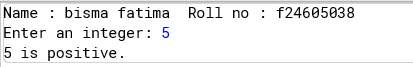 Name : bisma fatima  Roll no : f24605038
Enter an integer: 5
5 is positive.